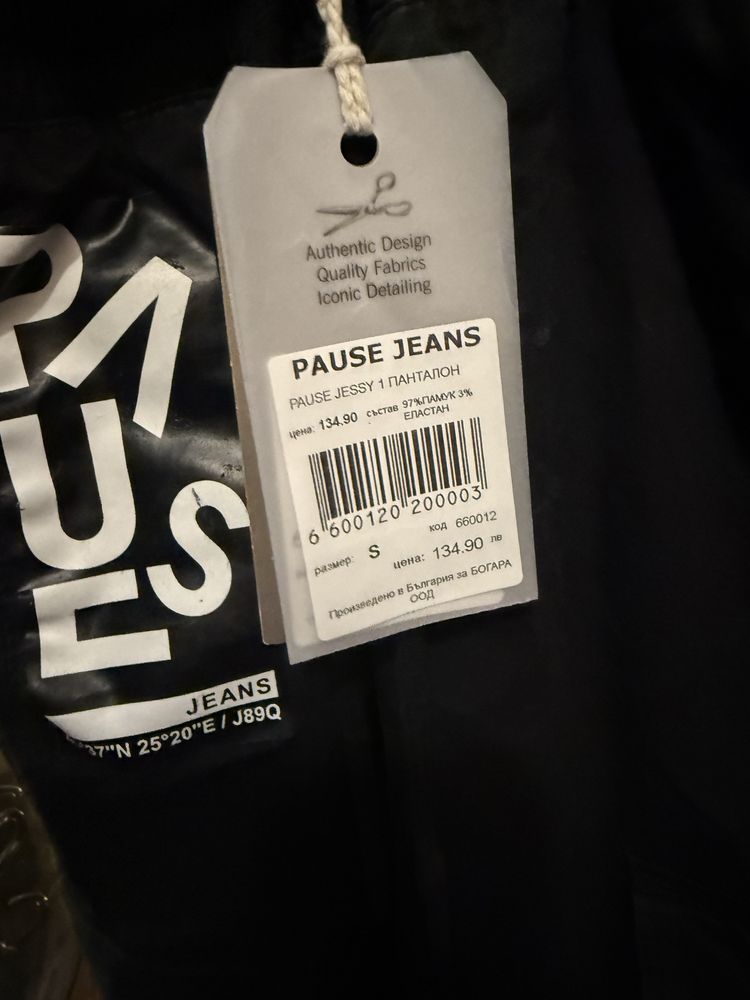 PAUSE
JEANS
37"N 25°20"E / J89Q
Authentic Design
Quality Fabrics
Iconic Detailing
PAUSE JEANS
PAUSE JESSY 1 ПАНТАЛОН
цена: 134.90 състав 97%ПАМУК 3%
ЕЛАСТАН
6 600120 200003
код 660012
размер: S цена: 134.90 лв
Произведено в България за БОГАРА
ООД